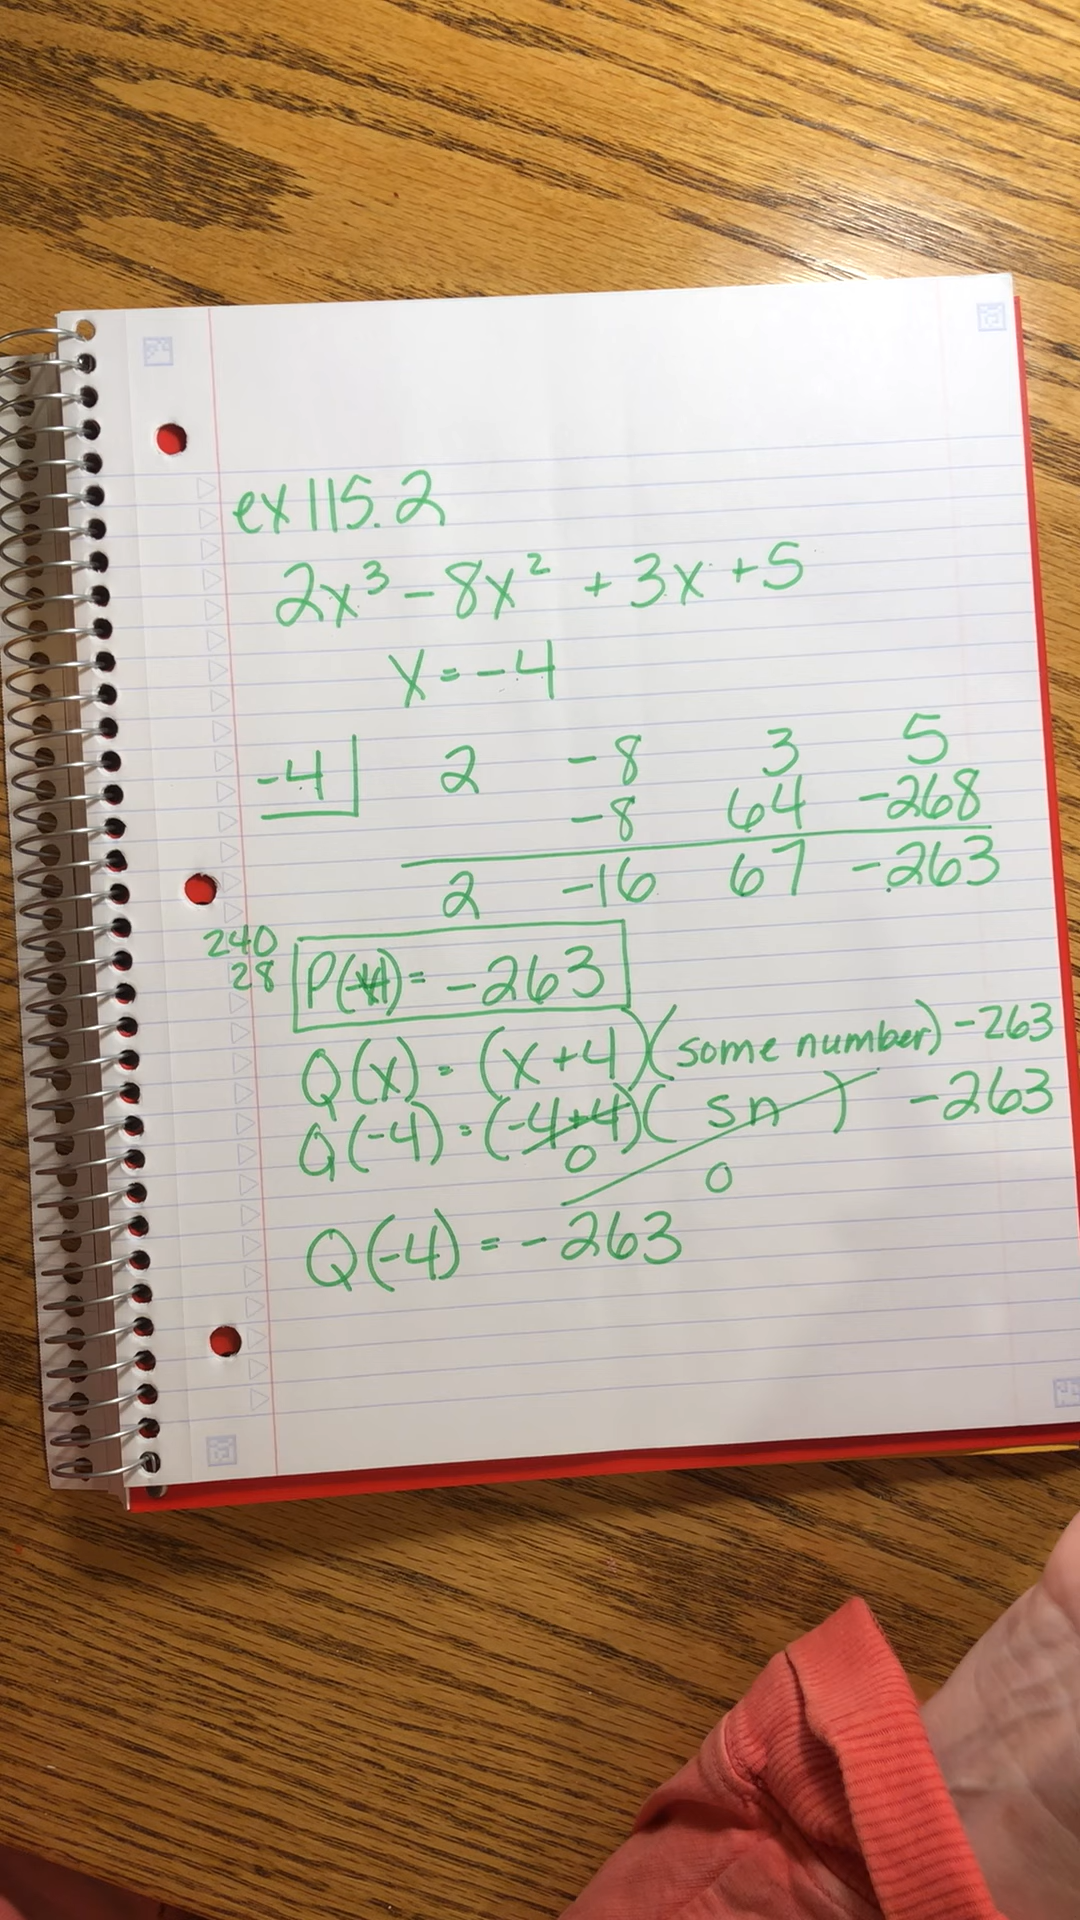 ex 115.2
2x³ - 8x² + 3x + 5
x = -4
-4 2 -8 3 5
-8 64 -268
2 -16 67 -263
240
28
P(-4) = -263
Q(x) = (x+4)(some number) -263
Q(-4) = (-4+4)( sn ) -263
0
0
Q(-4) = -263